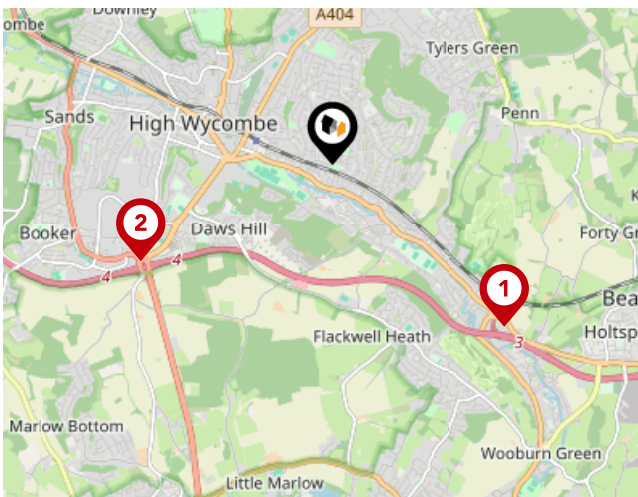 Downley
A404
ombe
Tylers Green
Sands
High Wycombe
Penn
2
Booker
Daws Hill
Forty Gr
4
4
1
Bea
Flackwell Heath
3
Holtsp
Marlow Bottom
Wooburn Green
Little Marlow